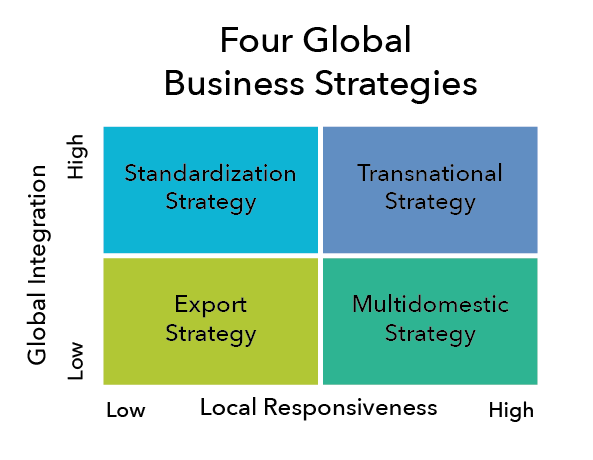 Four Global
Business Strategies
Global Integration
High
Low
Standardization
Strategy
Transnational
Strategy
Export
Strategy
Multidomestic
Strategy
Low
Local Responsiveness
High